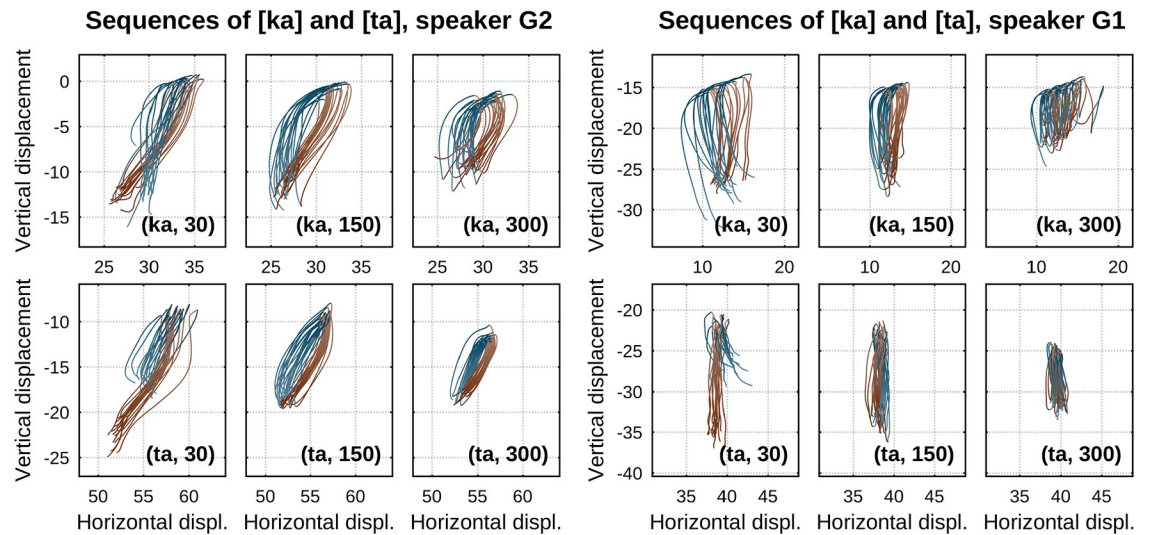 Sequences of [ka] and [ta], speaker G2
Vertical displacement
0
-5
-10
-15
(ka, 30)
(ka, 150)
(ka, 300)
25 30 35
25 30 35
25 30 35
Vertical displacement
-10
-15
-20
-25
(ta, 30)
(ta, 150)
(ta, 300)
50 55 60
50 55 60
50 55 60
Horizontal displ.
Horizontal displ.
Horizontal displ.
Sequences of [ka] and [ta], speaker G1
Vertical displacement
-15
-20
-25
-30
(ka, 30)
(ka, 150)
(ka, 300)
10 20
10 20
10 20
Vertical displacement
-20
-25
-30
-35
-40
(ta, 30)
(ta, 150)
(ta, 300)
35 40 45
35 40 45
35 40 45
Horizontal displ.
Horizontal displ.
Horizontal displ.